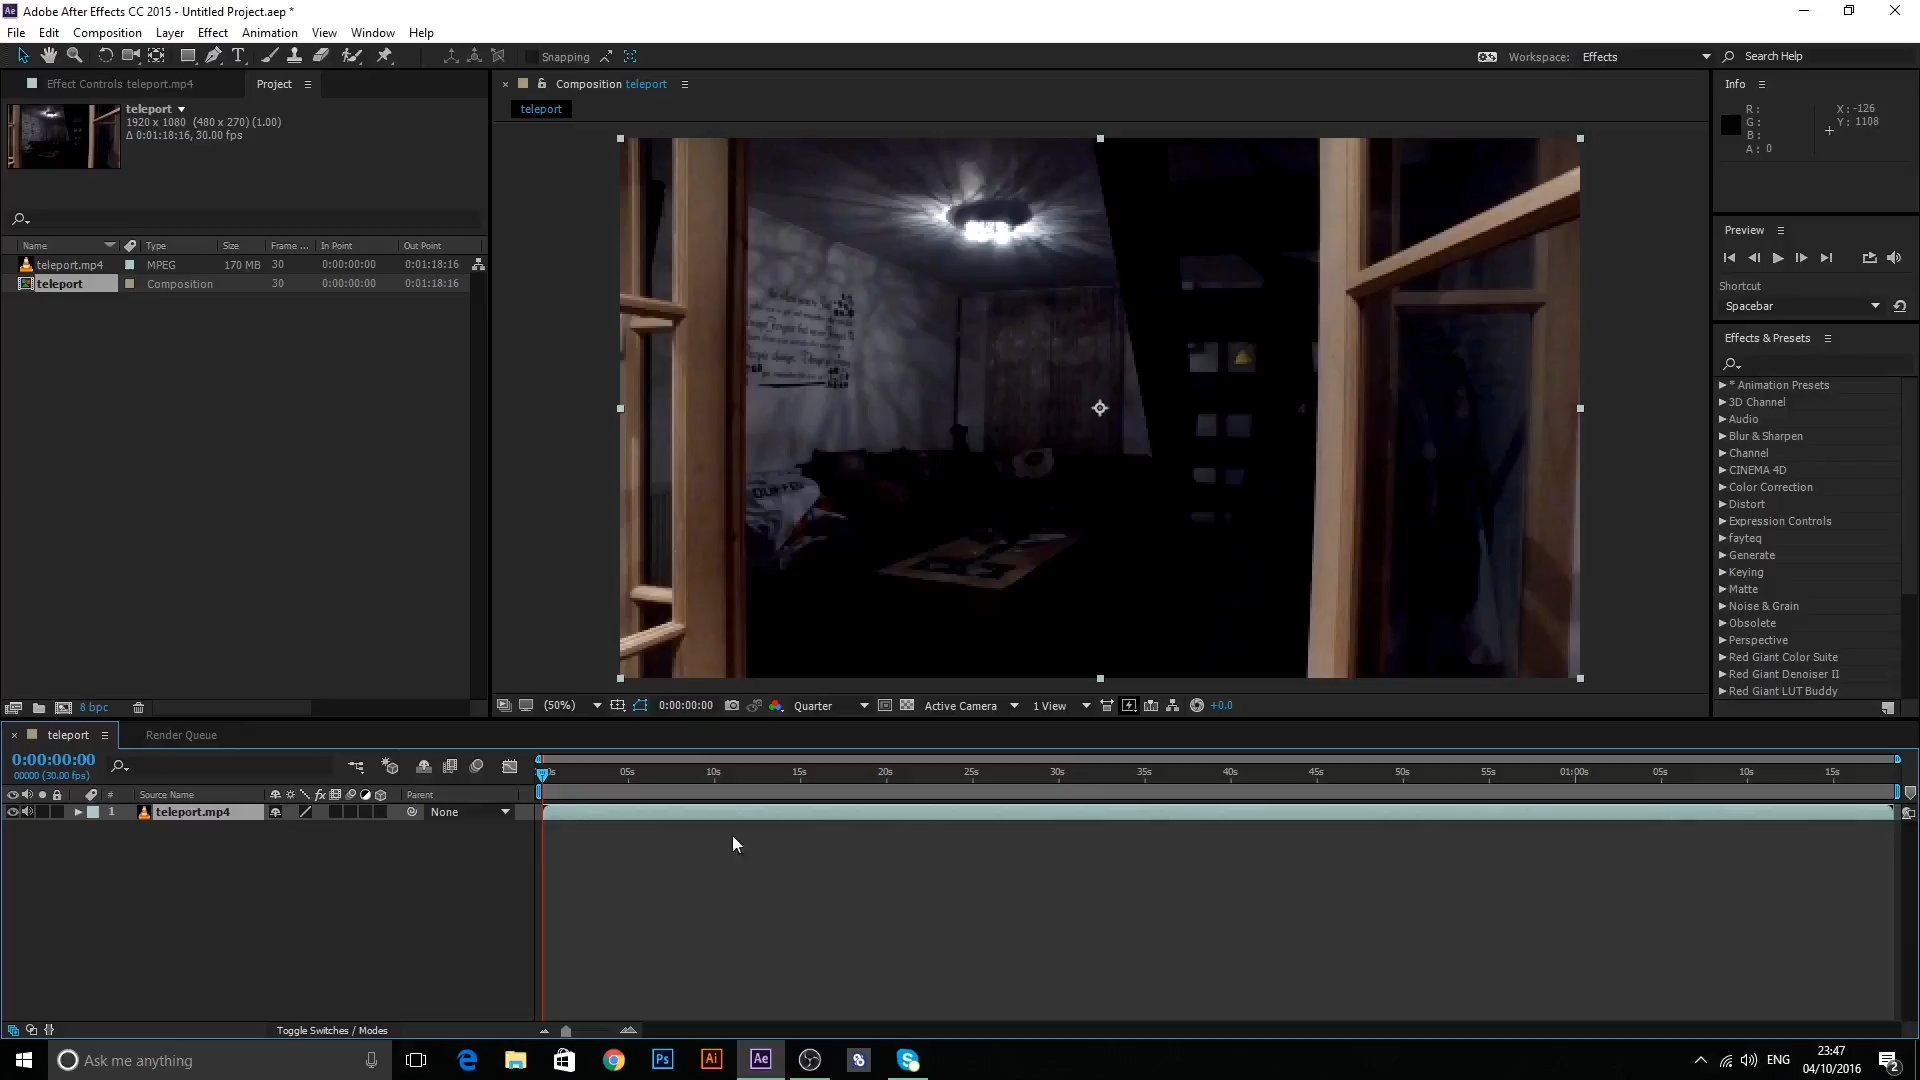 Adobe After Effects CC 2015 - Untitled Project.aep *
File Edit Composition Layer Effect Animation View Window Help
Snapping
Workspace: Effects
Search Help
Effect Controls teleport.mp4
Project
teleport
1920 x 1080 (480 x 270) (1.00)
Δ 0:01:18:16, 30.00 fps
Name Type Size Frame ... In Point Out Point
teleport.mp4 MPEG 170 MB 30 0:00:00:00 0:01:18:16
teleport Composition 30 0:00:00:00 0:01:18:16
8 bpc
Composition teleport
teleport
(50%) 0:00:00:00 Quarter Active Camera 1 View +0.0
Info
R : X : -126
G : Y : 1108
B :
A : 0
Preview
Shortcut
Spacebar
Effects & Presets
* Animation Presets
3D Channel
Audio
Blur & Sharpen
Channel
CINEMA 4D
Color Correction
Distort
Expression Controls
fayteq
Generate
Keying
Matte
Noise & Grain
Obsolete
Perspective
Red Giant Color Suite
Red Giant Denoiser II
Red Giant LUT Buddy
teleport Render Queue
0:00:00:00
00000 (30.00 fps)
05s 10s 15s 20s 25s 30s 35s 40s 45s 50s 55s 01:00s 05s 10s 15s
# Source Name fx Parent
1 teleport.mp4 None
Toggle Switches / Modes
Ask me anything
Ps Ai Ae
ENG
23:47
04/10/2016
2